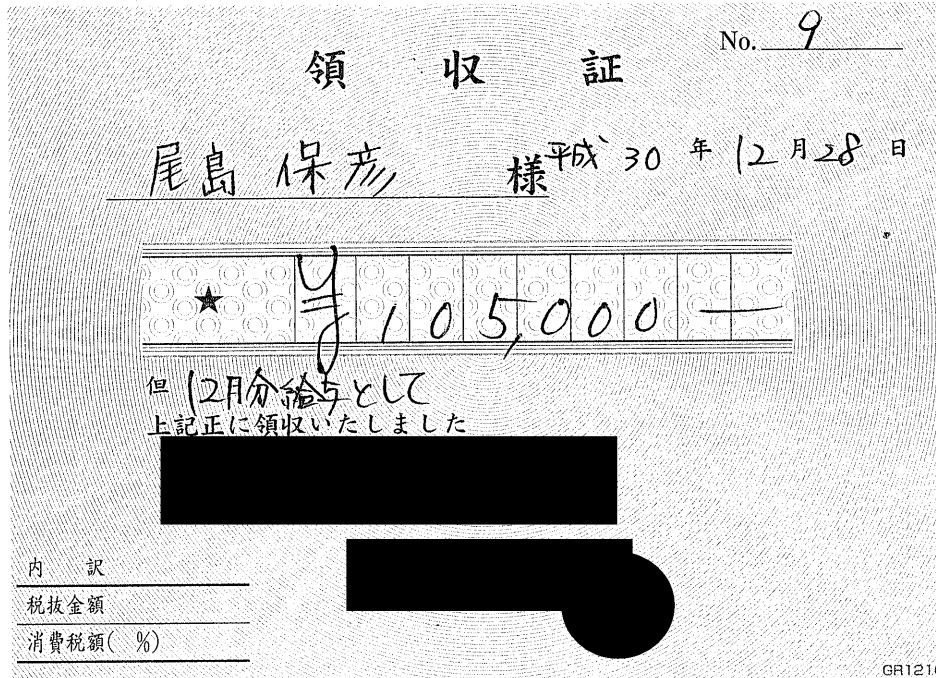 No. 9
領収証
尾島 保彦 様
平成 30 年 12 月 28 日
★ ¥105,000―
但 12月分給与として
上記正に領収いたしました
内 訳
税抜金額
消費税額( %)
GR121